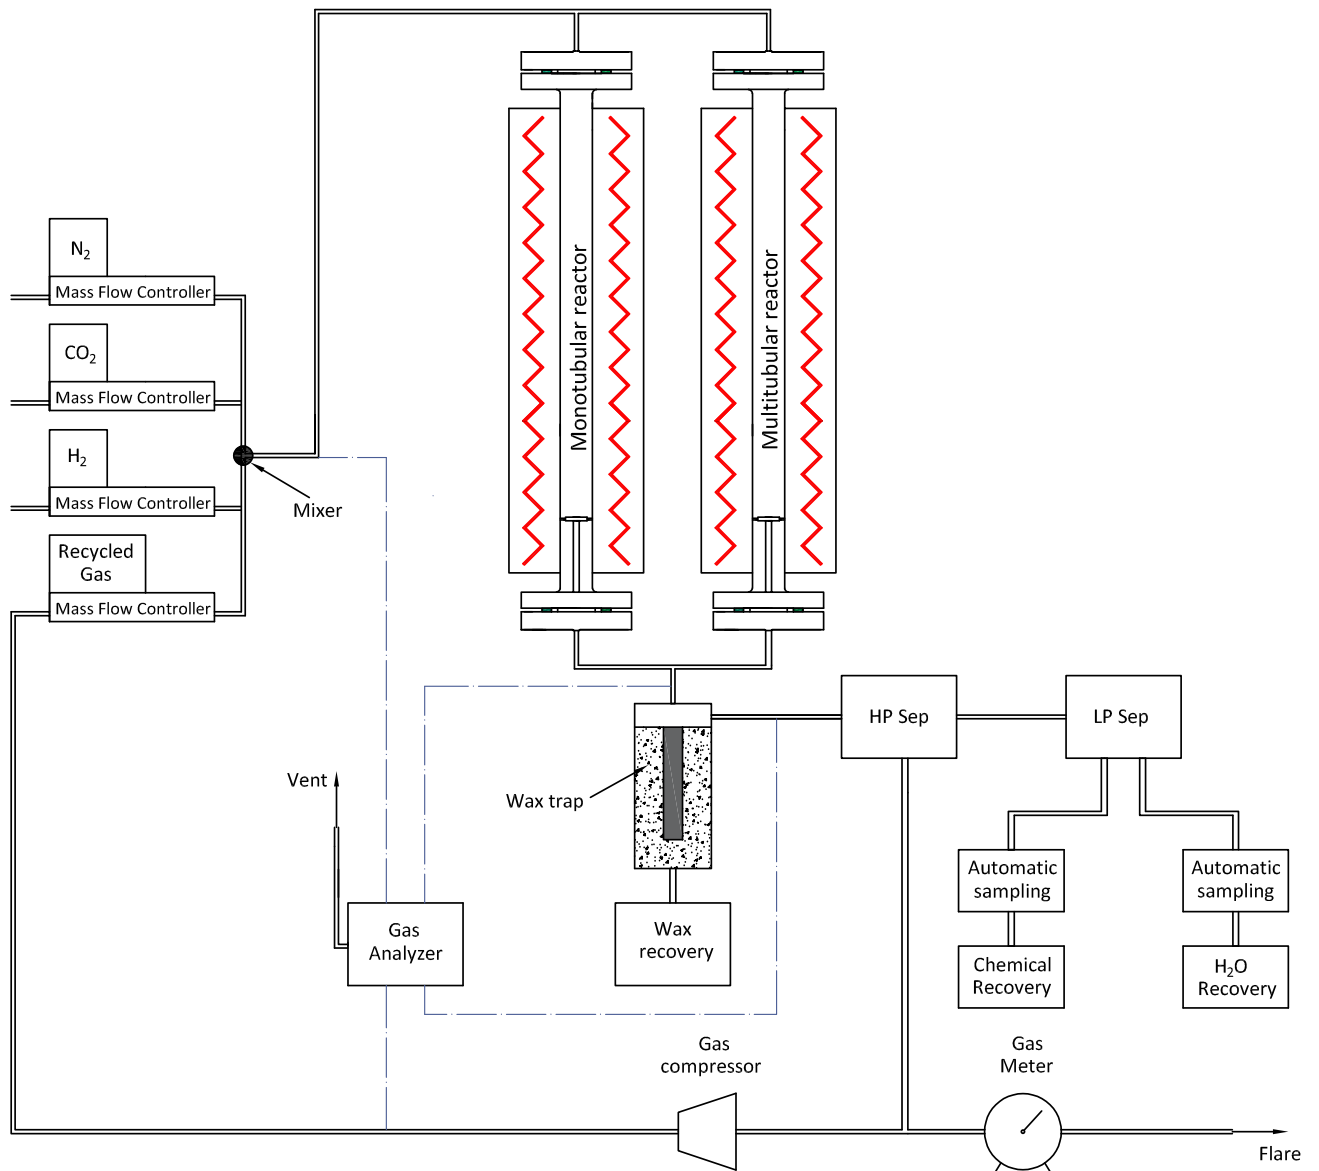 N₂
Mass Flow Controller
CO₂
Mass Flow Controller
H₂
Mass Flow Controller
Recycled
Gas
Mass Flow Controller
Mixer
Monotubular reactor
Multitubular reactor
HP Sep
LP Sep
Vent
Wax trap
Automatic
sampling
Automatic
sampling
Gas
Analyzer
Wax
recovery
Chemical
Recovery
H₂O
Recovery
Gas
compressor
Gas
Meter
Flare